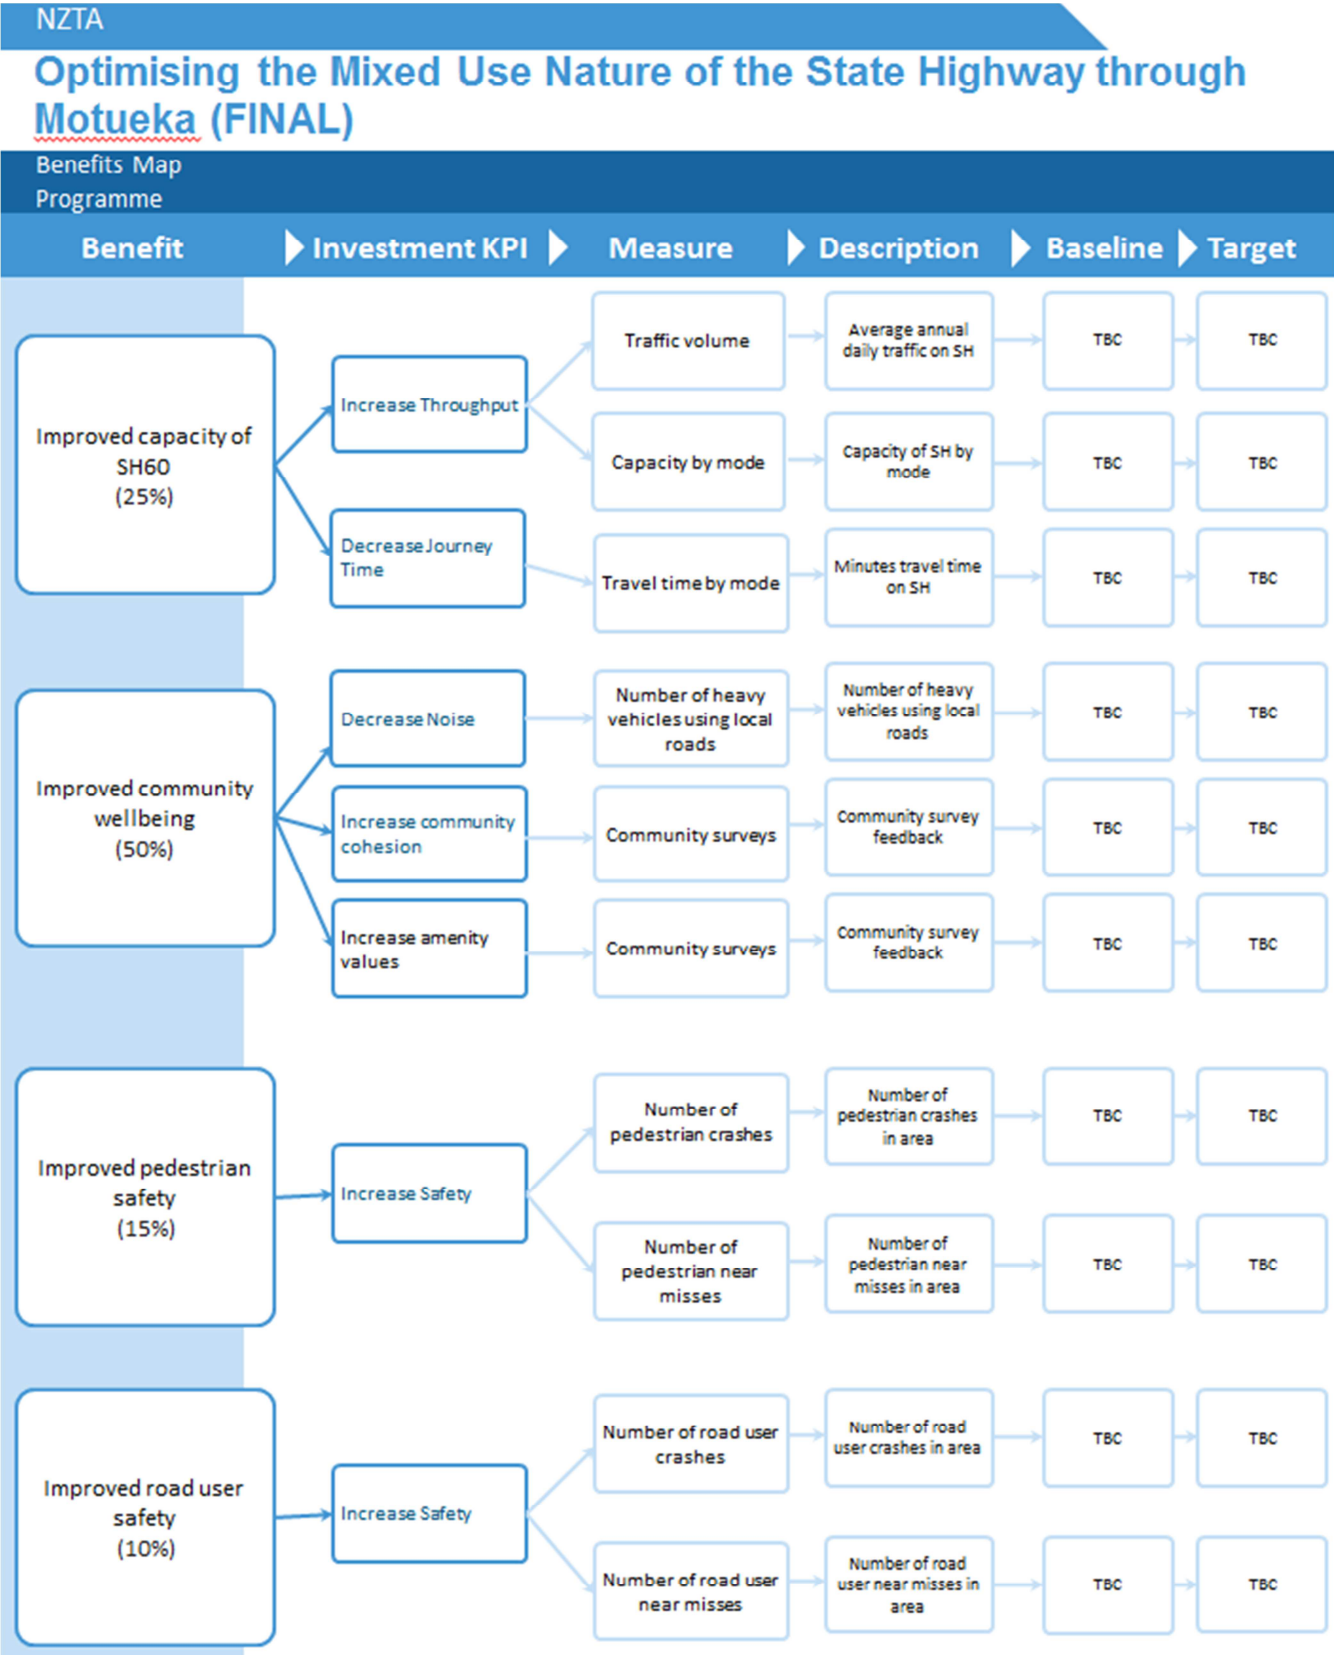 NZTA
Optimising the Mixed Use Nature of the State Highway through
Motueka (FINAL)
Benefits Map
Programme
Benefit
Investment KPI
Measure
Description
Baseline
Target
Improved capacity of
SH60
(25%)
Increase Throughput
Traffic volume
Average annual
daily traffic on SH
TBC
TBC
Capacity by mode
Capacity of SH by
mode
TBC
TBC
Decrease Journey
Time
Travel time by mode
Minutes travel time
on SH
TBC
TBC
Improved community
wellbeing
(50%)
Decrease Noise
Number of heavy
vehicles using local
roads
Number of heavy
vehicles using local
roads
TBC
TBC
Increase community
cohesion
Community surveys
Community survey
feedback
TBC
TBC
Increase amenity
values
Community surveys
Community survey
feedback
TBC
TBC
Improved pedestrian
safety
(15%)
Increase Safety
Number of
pedestrian crashes
Number of
pedestrian crashes
in area
TBC
TBC
Number of
pedestrian near
misses
Number of
pedestrian near
misses in area
TBC
TBC
Improved road user
safety
(10%)
Increase Safety
Number of road user
crashes
Number of road
user crashes in area
TBC
TBC
Number of road user
near misses
Number of road
user near misses in
area
TBC
TBC